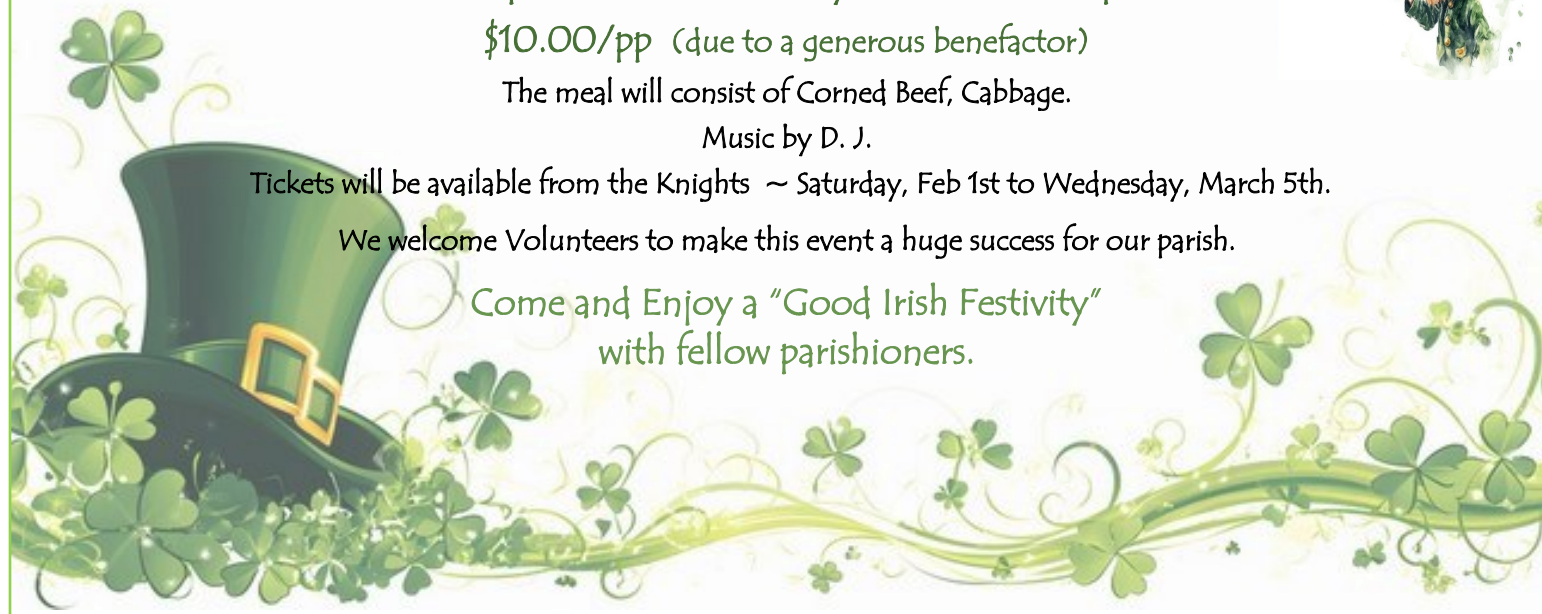 $10.00/pp (due to a generous benefactor)
The meal will consist of Corned Beef, Cabbage.
Music by D. J.
Tickets will be available from the Knights ~ Saturday, Feb 1st to Wednesday, March 5th.
We welcome Volunteers to make this event a huge success for our parish.
Come and Enjoy a “Good Irish Festivity”
with fellow parishioners.